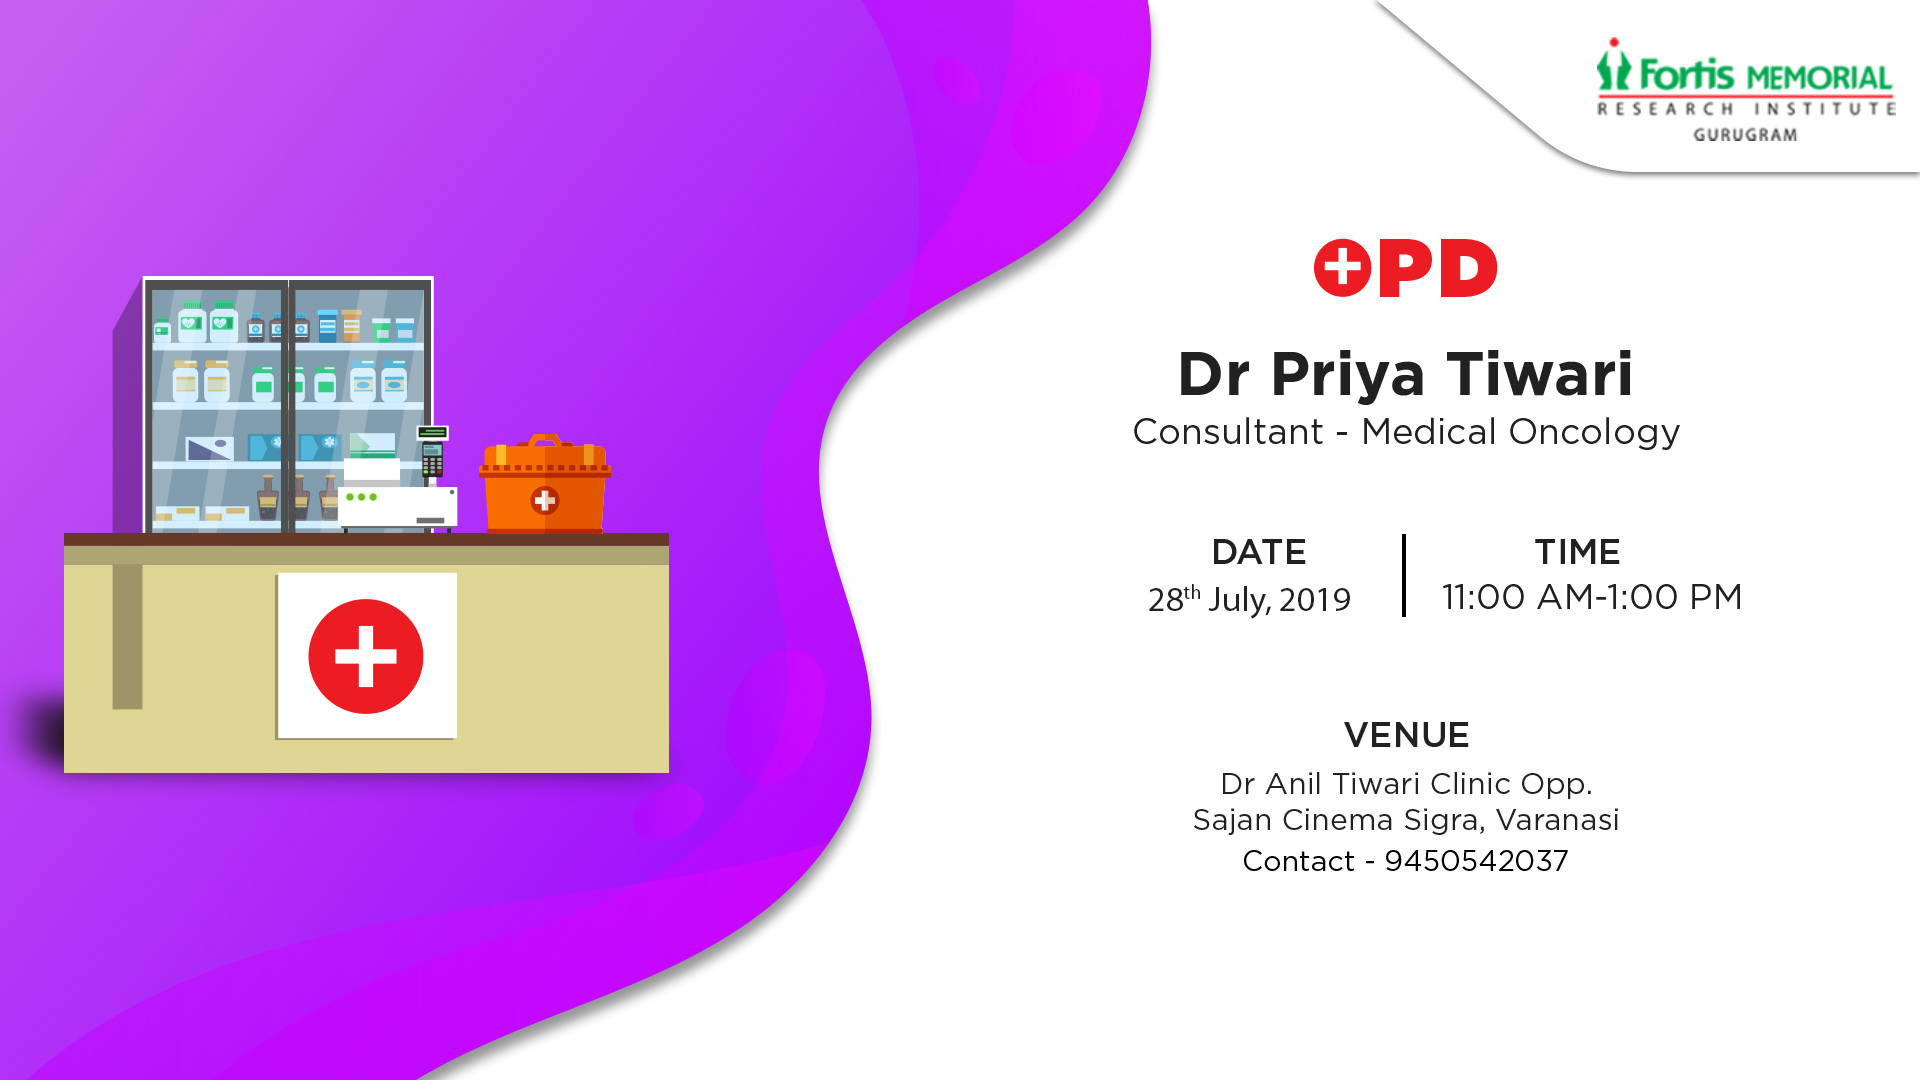 Fortis MEMORIAL
RESEARCH INSTITUTE
GURUGRAM
OPD
Dr Priya Tiwari
Consultant - Medical Oncology
DATE
28th July, 2019
TIME
11:00 AM-1:00 PM
VENUE
Dr Anil Tiwari Clinic Opp.
Sajan Cinema Sigra, Varanasi
Contact - 9450542037